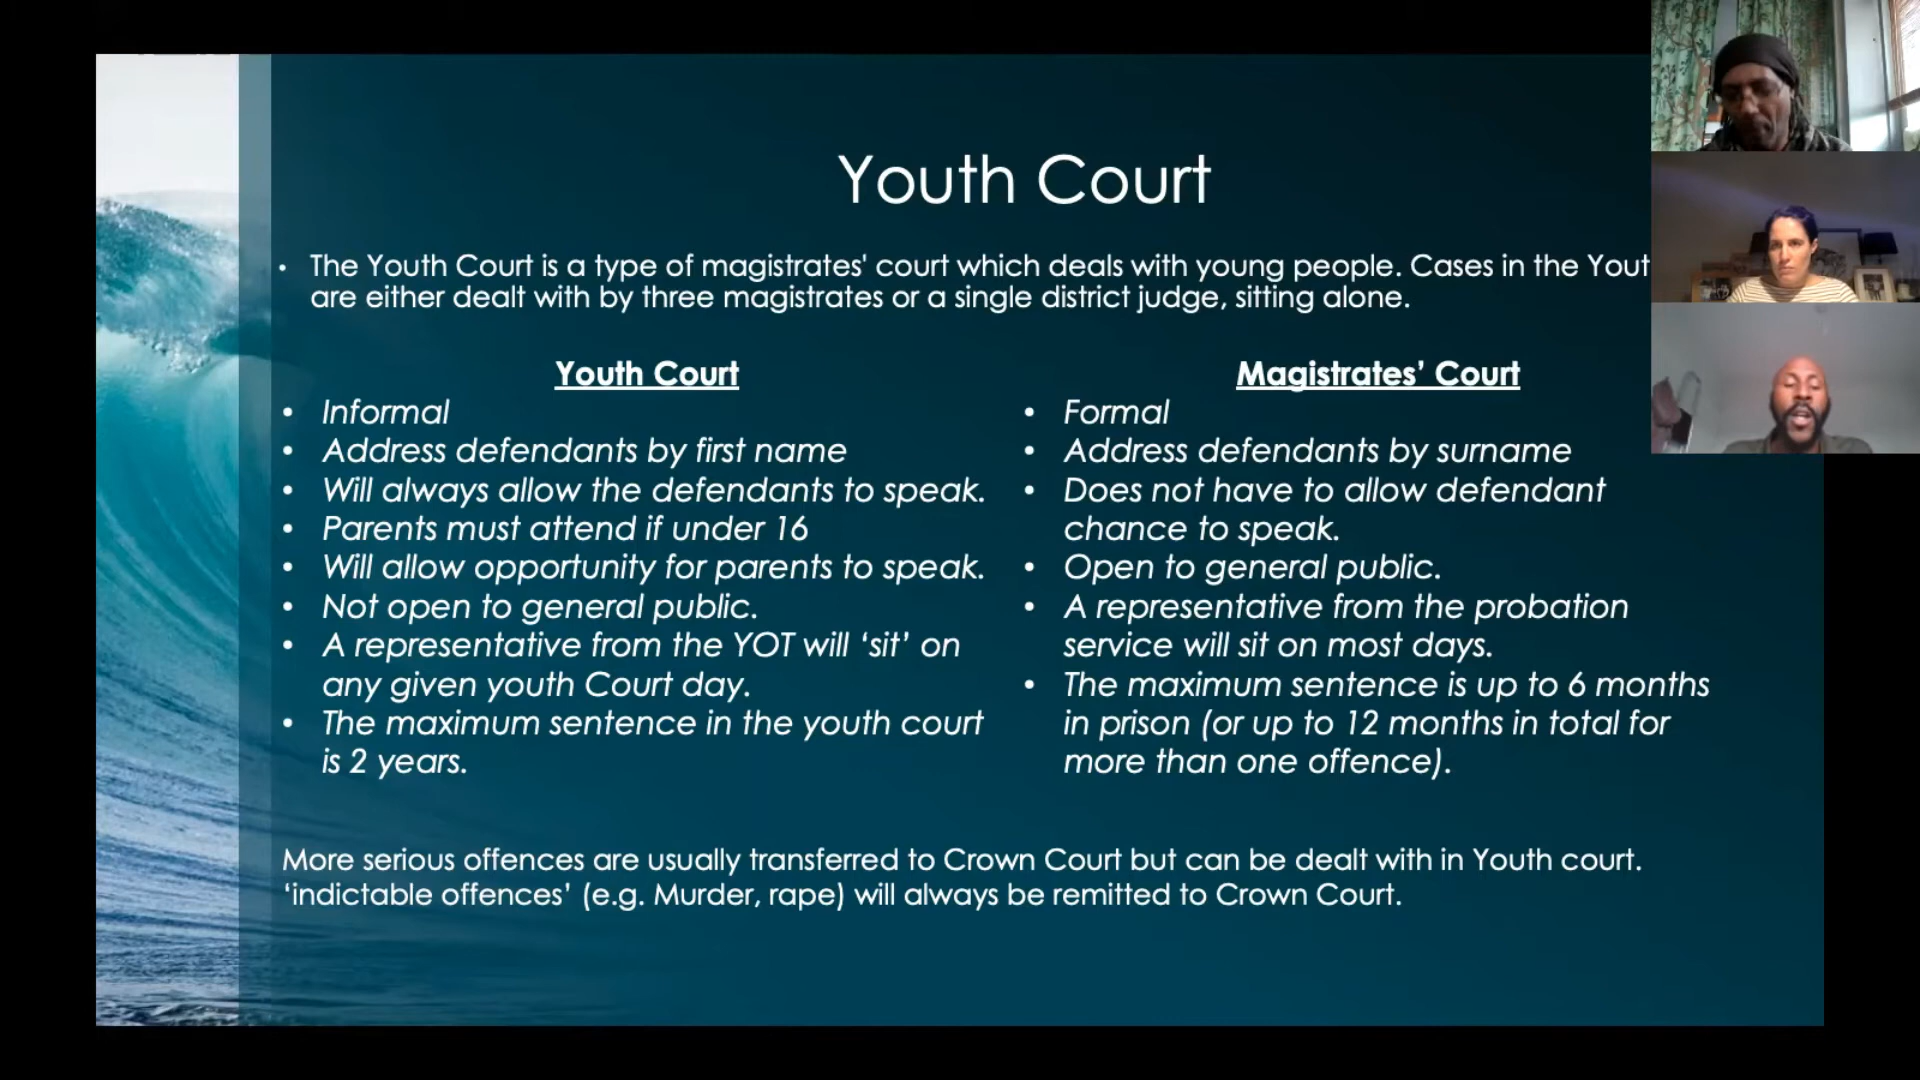 Youth Court
• The Youth Court is a type of magistrates' court which deals with young people. Cases in the
are either dealt with by three magistrates or a single district judge, sitting alone.
Youth Court
• Informal
• Address defendants by first name
• Will always allow the defendants to speak.
• Parents must attend if under 16
• Will allow opportunity for parents to speak.
• Not open to general public.
• A representative from the YOT will ‘sit’ on
any given youth Court day.
• The maximum sentence in the youth court
is 2 years.
Magistrates’ Court
• Formal
• Address defendants by surname
• Does not have to allow defendant
chance to speak.
• Open to general public.
• A representative from the probation
service will sit on most days.
• The maximum sentence is up to 6 months
in prison (or up to 12 months in total for
more than one offence).
More serious offences are usually transferred to Crown Court but can be dealt with in Youth court.
‘indictable offences’ (e.g. Murder, rape) will always be remitted to Crown Court.